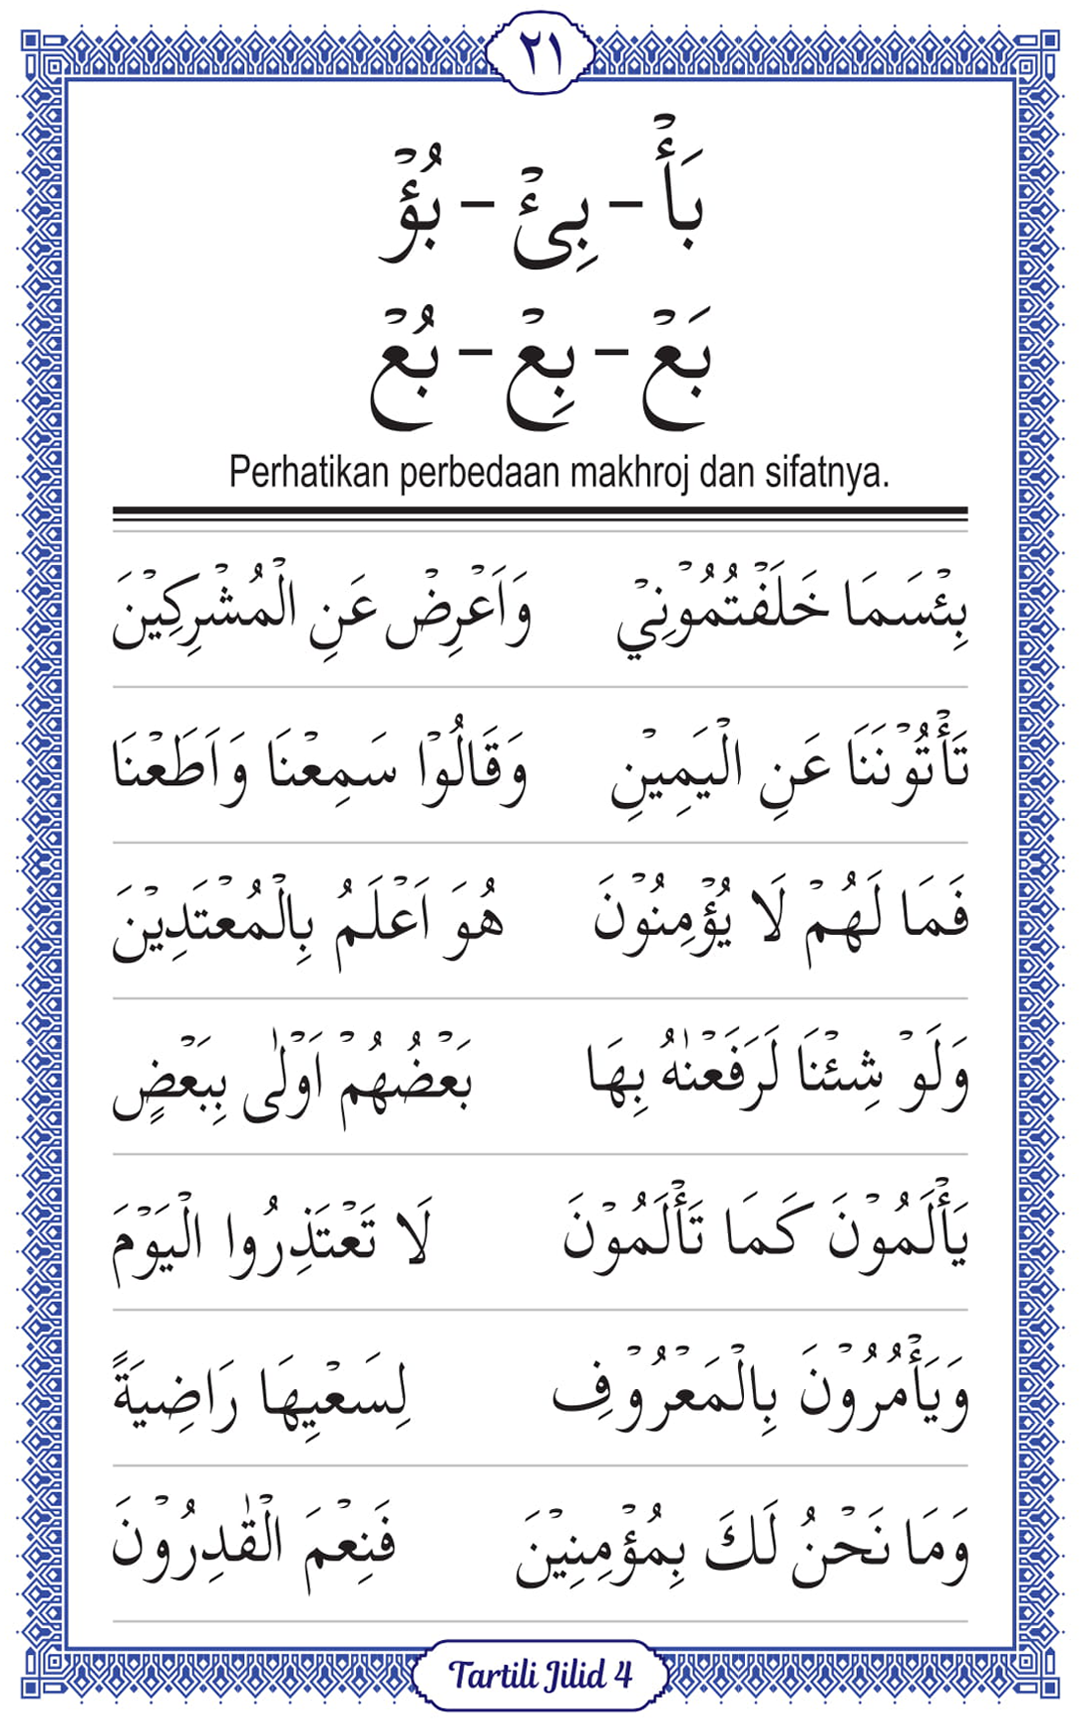 ٢١
بَأْ - بِئْ - بُؤْ
بَعْ - بِعْ - بُعْ
Perhatikan perbedaan makhroj dan sifatnya.
بِئْسَمَا خَلَفْتُمُوْنِيْ وَاَعْرِضْ عَنِ الْمُشْرِكِيْنَ
تَأْتُوْنَنَا عَنِ الْيَمِيْنِ وَقَالُوْا سَمِعْنَا وَاَطَعْنَا
فَمَا لَهُمْ لَا يُؤْمِنُوْنَ هُوَ اَعْلَمُ بِالْمُعْتَدِيْنَ
وَلَوْ شِئْنَا لَرَفَعْنٰهُ بِهَا بَعْضُهُمْ اَوْلٰى بِبَعْضٍ
يَأْلَمُوْنَ كَمَا تَأْلَمُوْنَ لَا تَعْتَذِرُوا الْيَوْمَ
وَيَأْمُرُوْنَ بِالْمَعْرُوْفِ لِسَعْيِهَا رَاضِيَةً
وَمَا نَحْنُ لَكَ بِمُؤْمِنِيْنَ فَنِعْمَ الْقٰدِرُوْنَ
Tartili Jilid 4